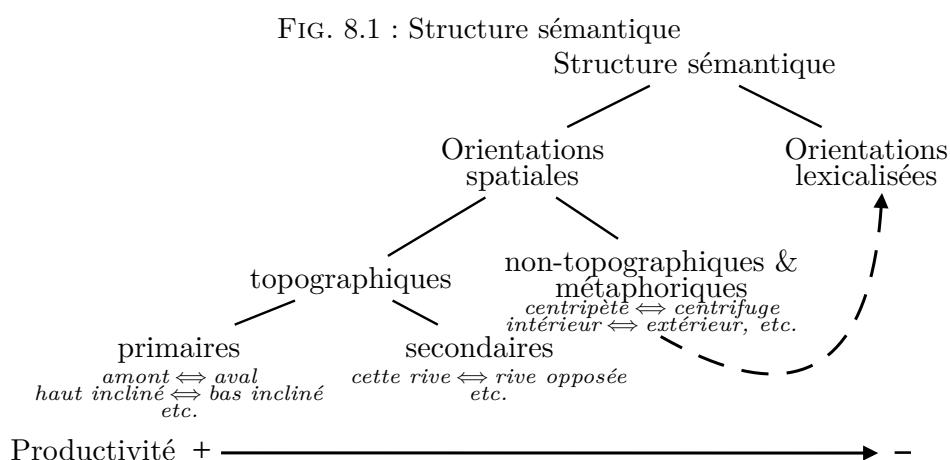 FIG. 8.1 : Structure sémantique
Structure sémantique
Orientations
spatiales
Orientations
lexicalisées
topographiques
non-topographiques &
métaphoriques
centripète ⟺ centrifuge
intérieur ⟺ extérieur, etc.
primaires
amont ⟺ aval
haut incliné ⟺ bas incliné
etc.
secondaires
cette rive ⟺ rive opposée
etc.
Productivité + –